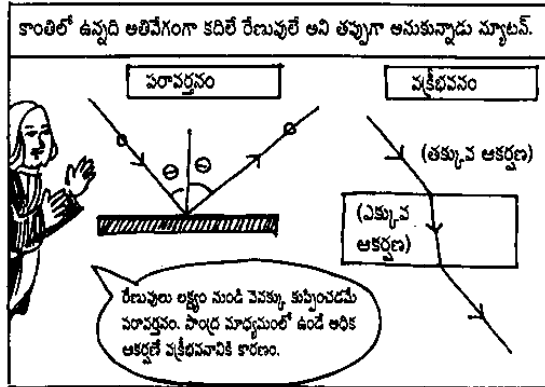 కాంతిలో ఉన్నది అతివేగంగా కదిలే రేణువులే అని తప్పుగా అనుకున్నాడు న్యూటన్.
పరావర్తనం
వక్రీభవనం
θ θ
(తక్కువ ఆకర్షణ)
(ఎక్కువ
ఆకర్షణ)
రేణువులు లక్ష్యం నుండి వెనక్కు కుప్పించడమే
పరావర్తనం. సాంద్ర మాధ్యమంలో ఉండే అధిక
ఆకర్షణే వక్రీభవనానికి కారణం.